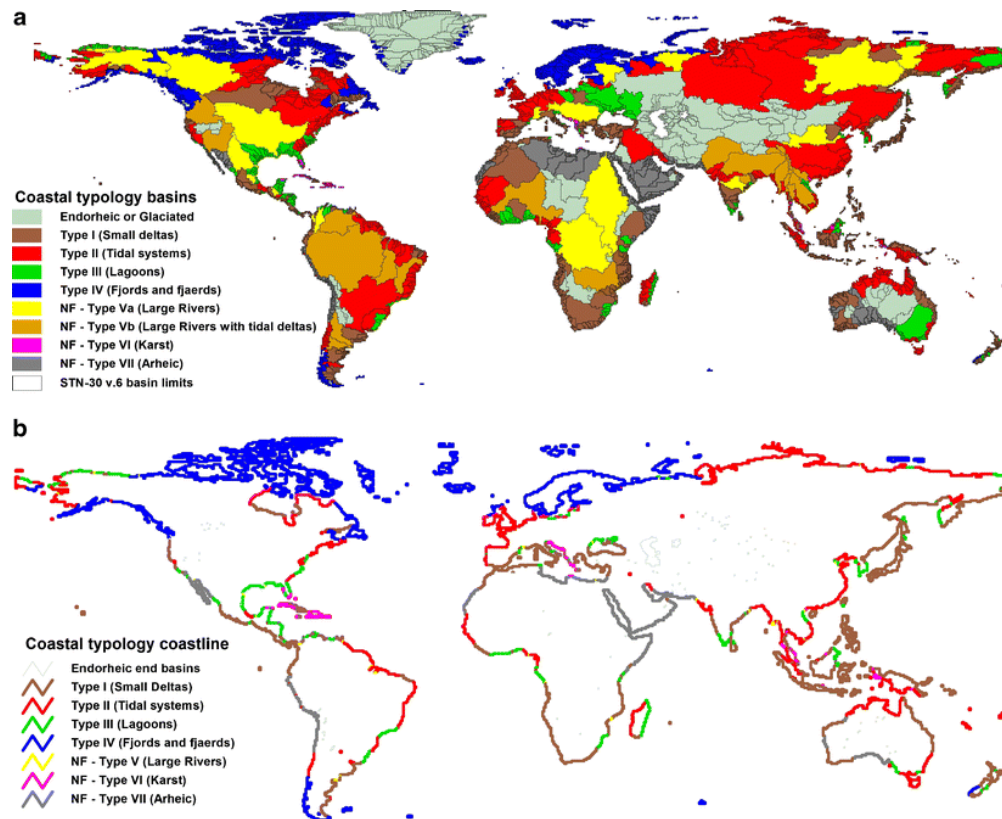 a
Coastal typology basins
Endorheic or Glaciated
Type I (Small deltas)
Type II (Tidal systems)
Type III (Lagoons)
Type IV (Fjords and fjaerds)
NF - Type Va (Large Rivers)
NF - Type Vb (Large Rivers with tidal deltas)
NF - Type VI (Karst)
NF - Type VII (Arheic)
STN-30 v.6 basin limits
b
Coastal typology coastline
Endorheic end basins
Type I (Small Deltas)
Type II (Tidal systems)
Type III (Lagoons)
Type IV (Fjords and fjaerds)
NF - Type V (Large Rivers)
NF - Type VI (Karst)
NF - Type VII (Arheic)